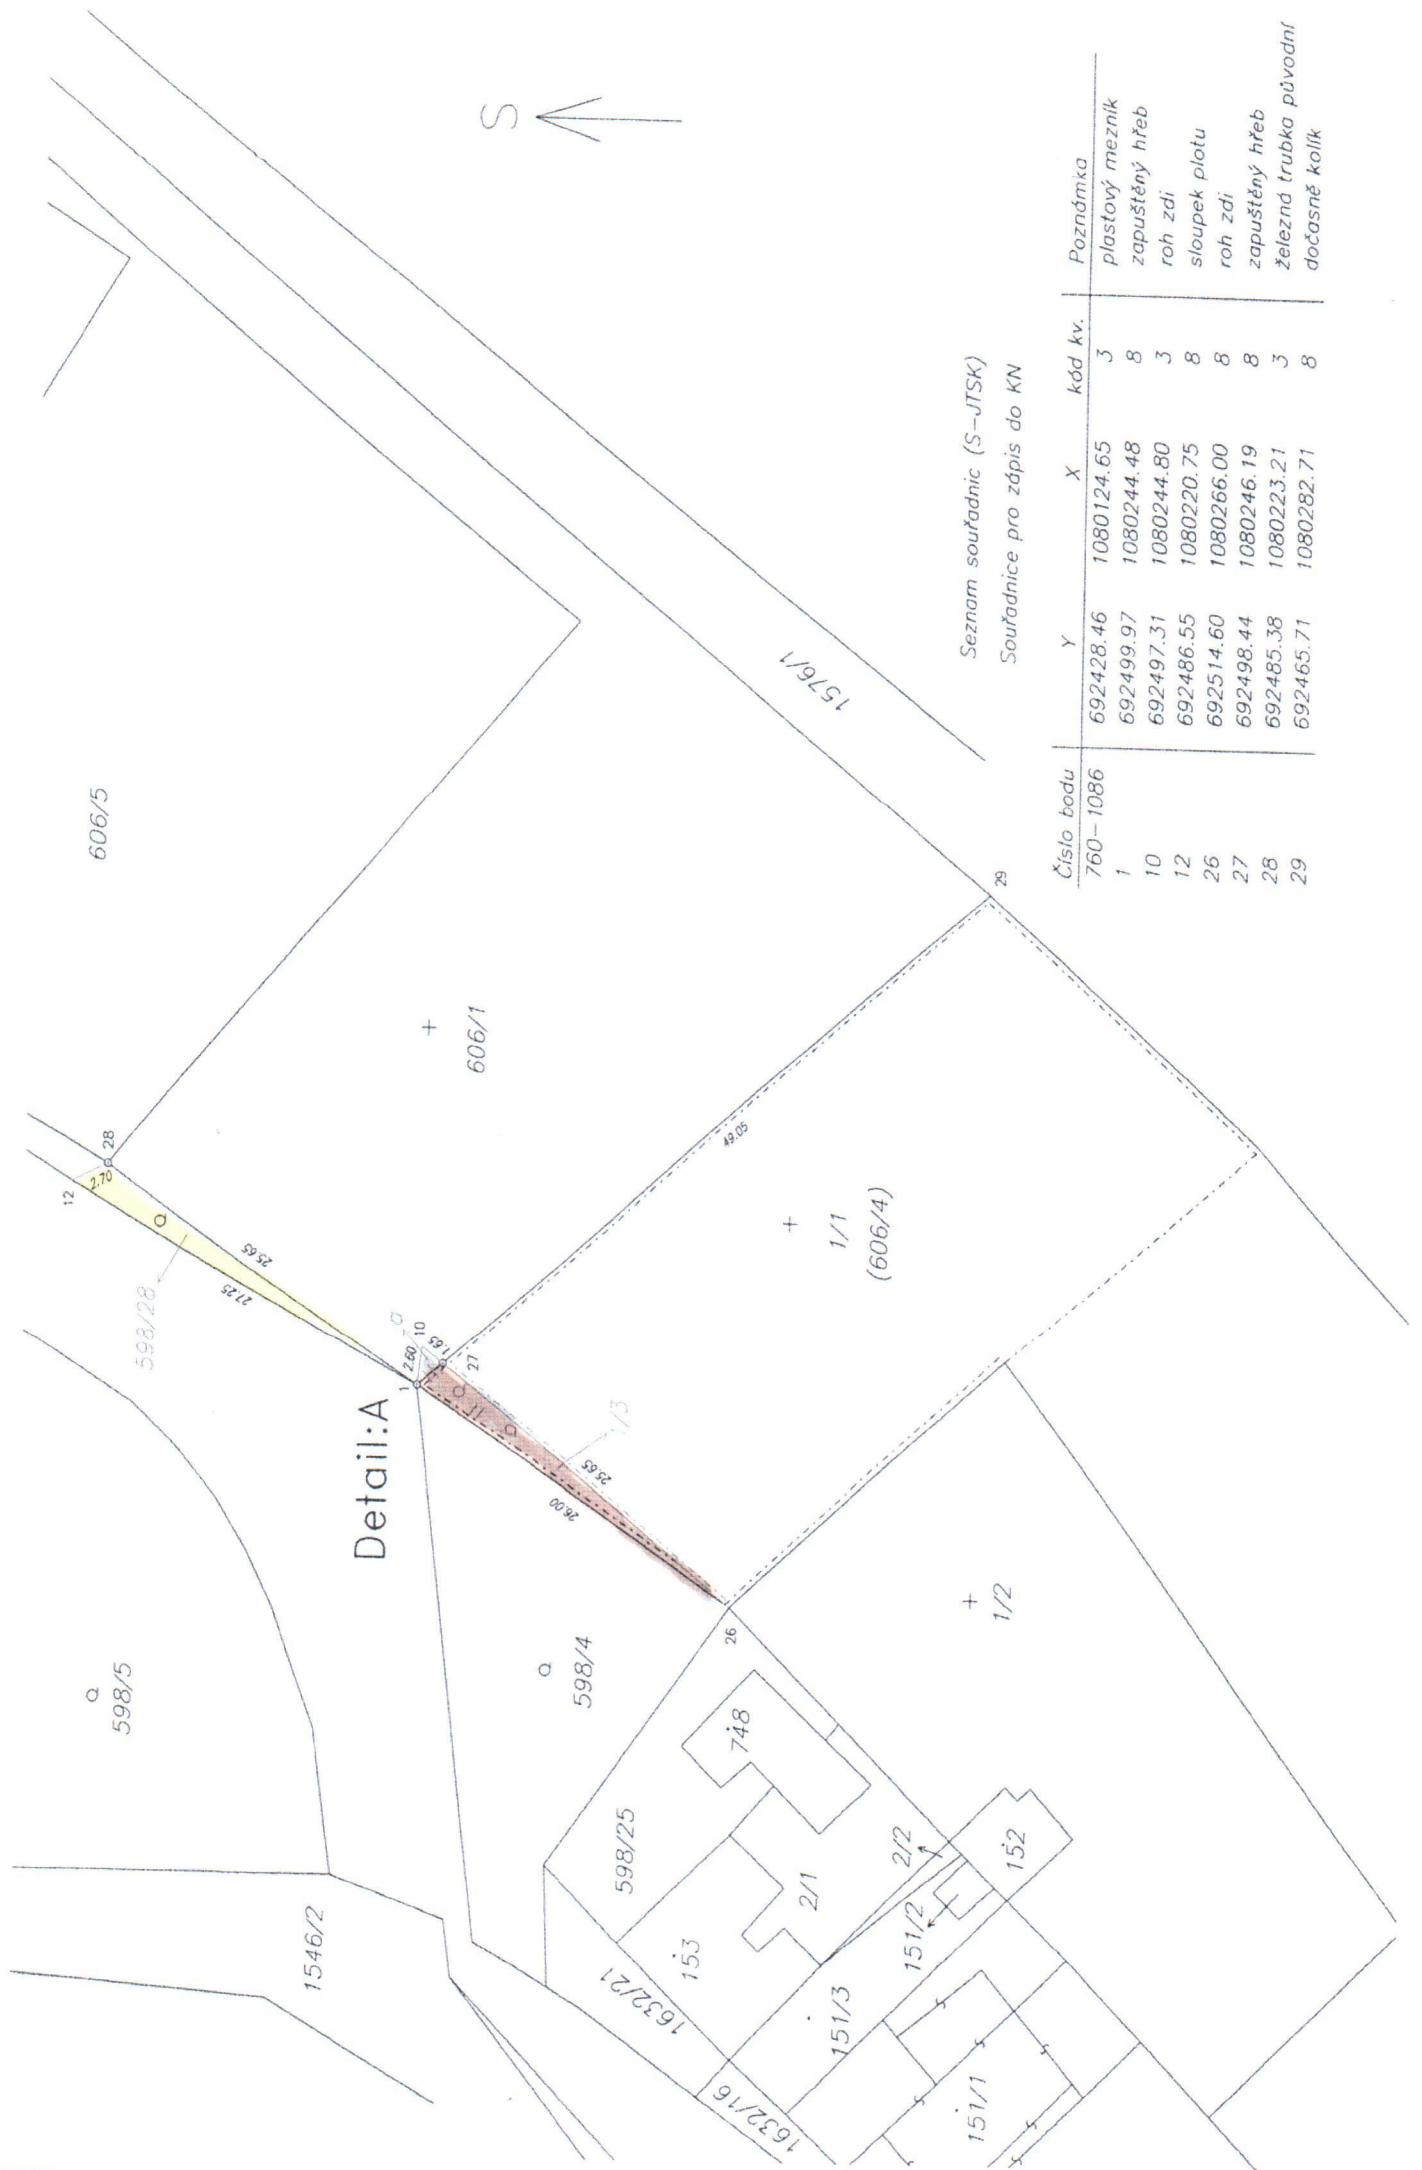 598/5
1546/2
598/28
12
28
2.70
27.25
25.65
606/5
S
Detail:A
1
2.60
10
a
1.65
27
606/1
598/4
26.00
25.65
1/3
49.05
1576/1
26
29
1/1
(606/4)
1/2
598/25
748
153
2/1
2/2
152
151/2
151/3
151/1
1632/21
1632/16
Seznam souřadnic (S-JTSK)
Souřadnice pro zápis do KN
Číslo bodu Y X kód kv. Poznámka
760-1086 692428.46 1080124.65 3 plastový mezník
1 692499.97 1080244.48 8 zapuštěný hřeb
10 692497.31 1080244.80 3 roh zdi
12 692486.55 1080220.75 8 sloupek plotu
26 692514.60 1080266.00 8 roh zdi
27 692498.44 1080246.19 8 zapuštěný hřeb
28 692485.38 1080223.21 3 železná trubka původní
29 692465.71 1080282.71 8 dočasně kolík